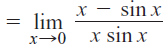 = lim x→0 (x − sin x)/(x sin x)